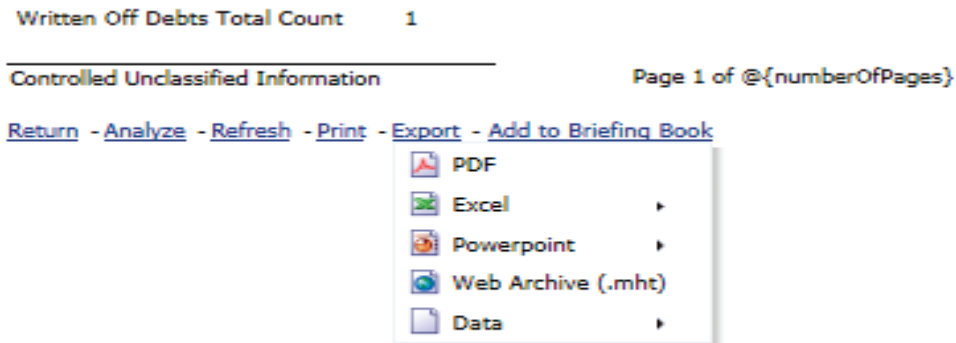 Written Off Debts Total Count 1
Controlled Unclassified Information Page 1 of @{numberOfPages}
Return - Analyze - Refresh - Print - Export - Add to Briefing Book
PDF
Excel
Powerpoint
Web Archive (.mht)
Data